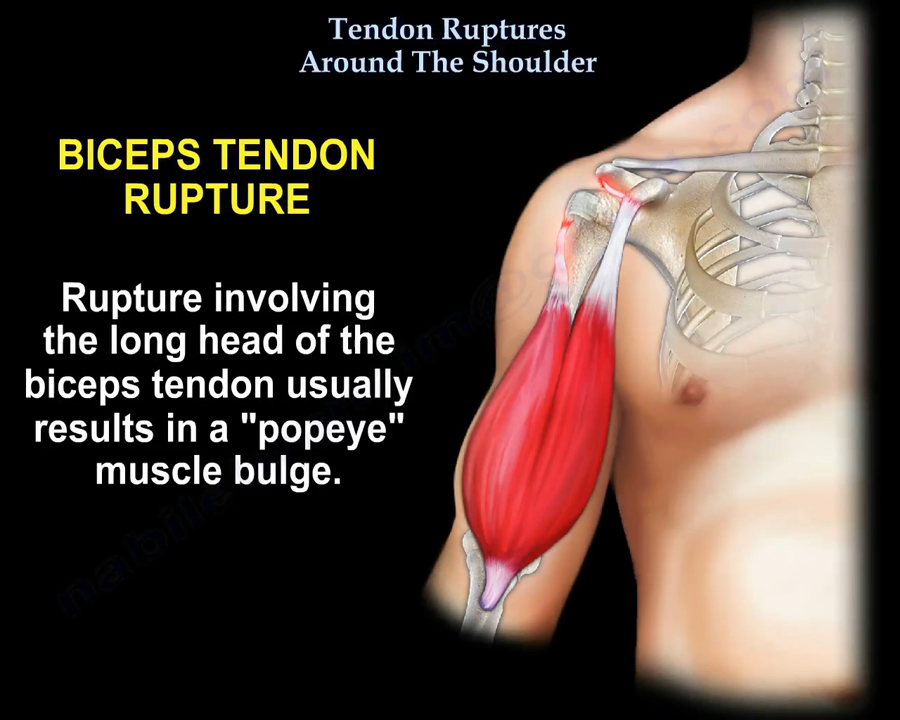 Tendon Ruptures
Around The Shoulder
BICEPS TENDON
RUPTURE
Rupture involving
the long head of the
biceps tendon usually
results in a "popeye"
muscle bulge.